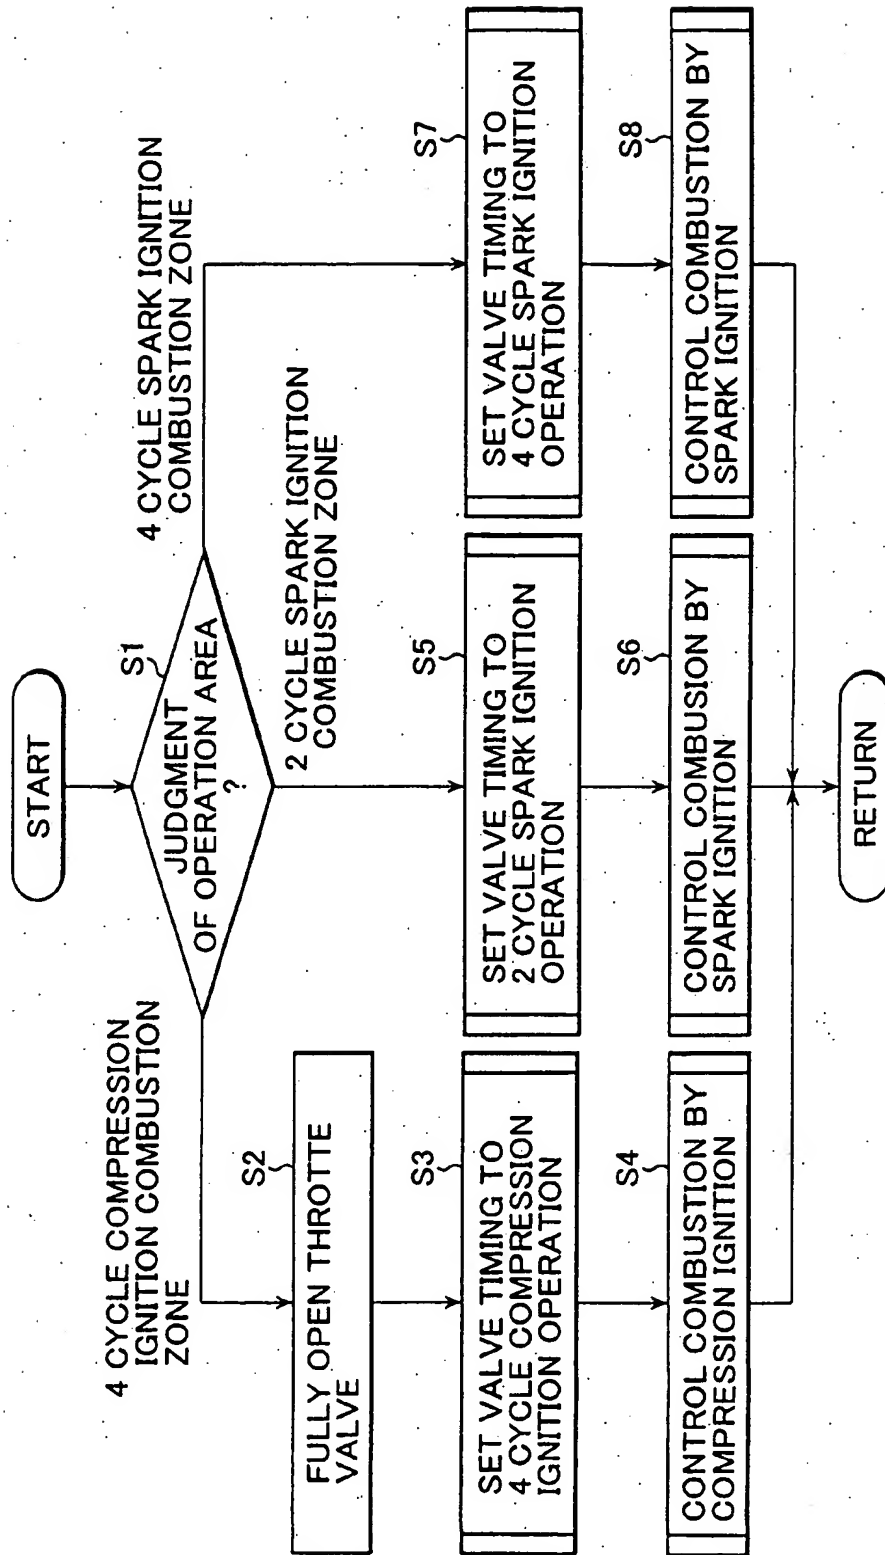 START
S1
JUDGMENT
OF OPERATION AREA
?
4 CYCLE COMPRESSION
IGNITION COMBUSTION
ZONE
2 CYCLE SPARK IGNITION
COMBUSTION ZONE
4 CYCLE SPARK IGNITION
COMBUSTION ZONE
S2
FULLY OPEN THROTTE
VALVE
S3
SET VALVE TIMING TO
4 CYCLE COMPRESSION
IGNITION OPERATION
S4
CONTROL COMBUSTION BY
COMPRESSION IGNITION
S5
SET VALVE TIMING TO
2 CYCLE SPARK IGNITION
OPERATION
S6
CONTROL COMBUSION BY
SPARK IGNITION
S7
SET VALVE TIMING TO
4 CYCLE SPARK IGNITION
OPERATION
S8
CONTROL COMBUSTION BY
SPARK IGNITION
RETURN